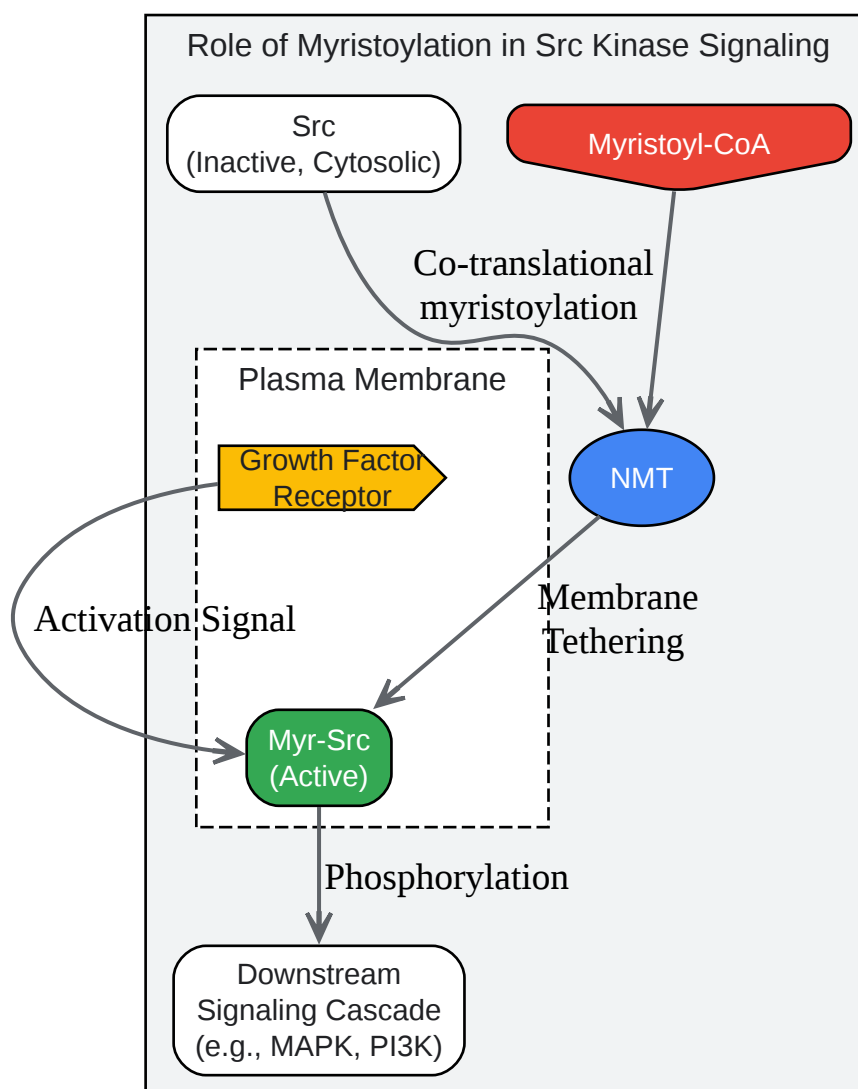 Role of Myristoylation in Src Kinase Signaling
Src
(Inactive, Cytosolic)
Myristoyl-CoA
Co-translational
myristoylation
Plasma Membrane
Growth Factor
Receptor
NMT
Activation Signal
Membrane
Tethering
Myr-Src
(Active)
Phosphorylation
Downstream
Signaling Cascade
(e.g., MAPK, PI3K)